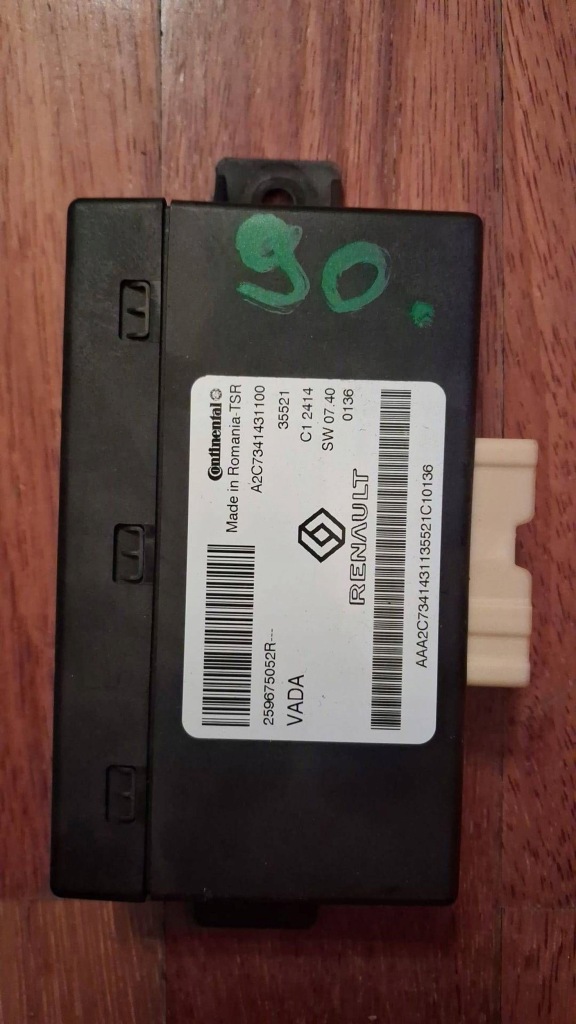 90.
Continental
Made in Romania-TSR
A2C7341431100
35521
C1 2414
SW 07.40
0136
259675052R---
VADA
RENAULT
AAA2C7341431135521C10136